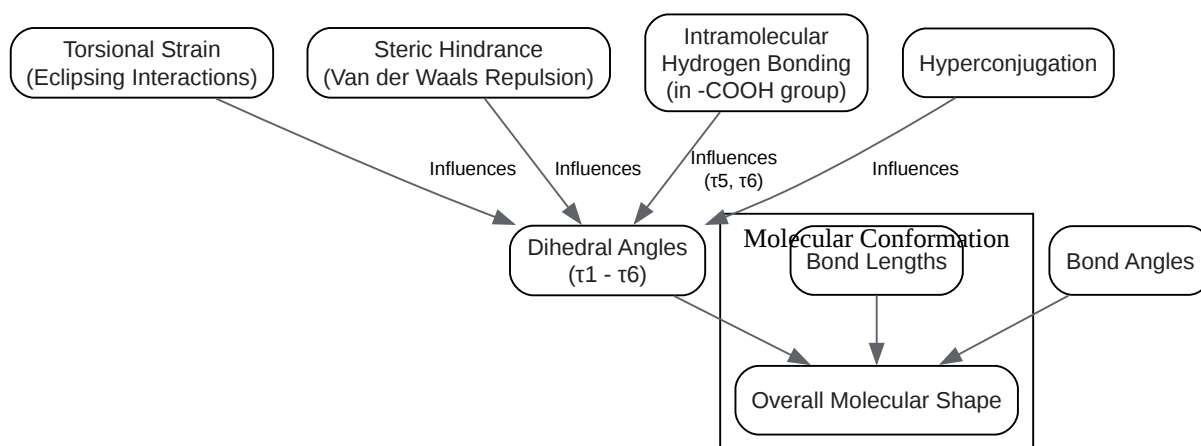 Torsional Strain
(Eclipsing Interactions)
Steric Hindrance
(Van der Waals Repulsion)
Intramolecular
Hydrogen Bonding
(in -COOH group)
Hyperconjugation
Influences
Influences
Influences
(τ5, τ6)
Influences
Dihedral Angles
(τ1 - τ6)
Molecular Conformation
Bond Lengths
Bond Angles
Overall Molecular Shape